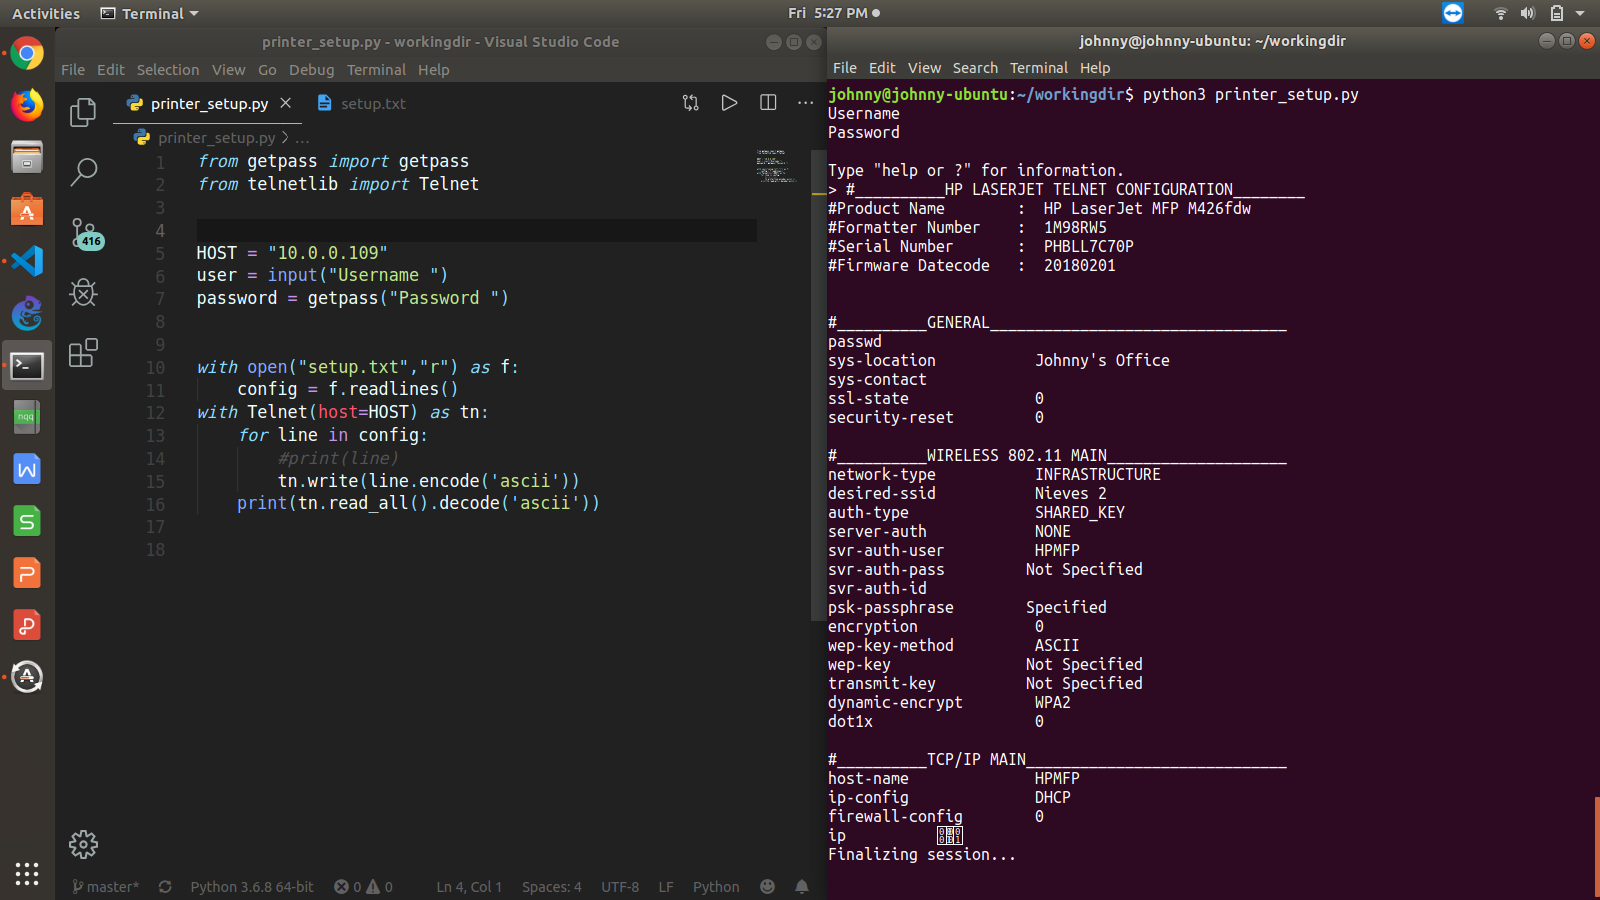 Activities Terminal Fri 5:27 PM
printer_setup.py - workingdir - Visual Studio Code
File Edit Selection View Go Debug Terminal Help
printer_setup.py setup.txt
printer_setup.py > ...
416
1 from getpass import getpass
2 from telnetlib import Telnet
3
4
5 HOST = "10.0.0.109"
6 user = input("Username ")
7 password = getpass("Password ")
8
9
10 with open("setup.txt","r") as f:
11 config = f.readlines()
12 with Telnet(host=HOST) as tn:
13 for line in config:
14 #print(line)
15 tn.write(line.encode('ascii'))
16 print(tn.read_all().decode('ascii'))
17
18
nqq
W
S
P
master* Python 3.6.8 64-bit 0 0 Ln 4, Col 1 Spaces: 4 UTF-8 LF Python
johnny@johnny-ubuntu: ~/workingdir
File Edit View Search Terminal Help
johnny@johnny-ubuntu:~/workingdir$ python3 printer_setup.py
Username
Password
Type "help or ?" for information.
> #__________HP LASERJET TELNET CONFIGURATION________
#Product Name : HP LaserJet MFP M426fdw
#Formatter Number : 1M98RW5
#Serial Number : PHBLL7C70P
#Firmware Datecode : 20180201
#__________GENERAL_________________________________
passwd
sys-location Johnny's Office
sys-contact
ssl-state 0
security-reset 0
#__________WIRELESS 802.11 MAIN____________________
network-type INFRASTRUCTURE
desired-ssid Nieves 2
auth-type SHARED_KEY
server-auth NONE
svr-auth-user HPMFP
svr-auth-pass Not Specified
svr-auth-id
psk-passphrase Specified
encryption 0
wep-key-method ASCII
wep-key Not Specified
transmit-key Not Specified
dynamic-encrypt WPA2
dot1x 0
#__________TCP/IP MAIN_____________________________
host-name HPMFP
ip-config DHCP
firewall-config 0
ip
Finalizing session...